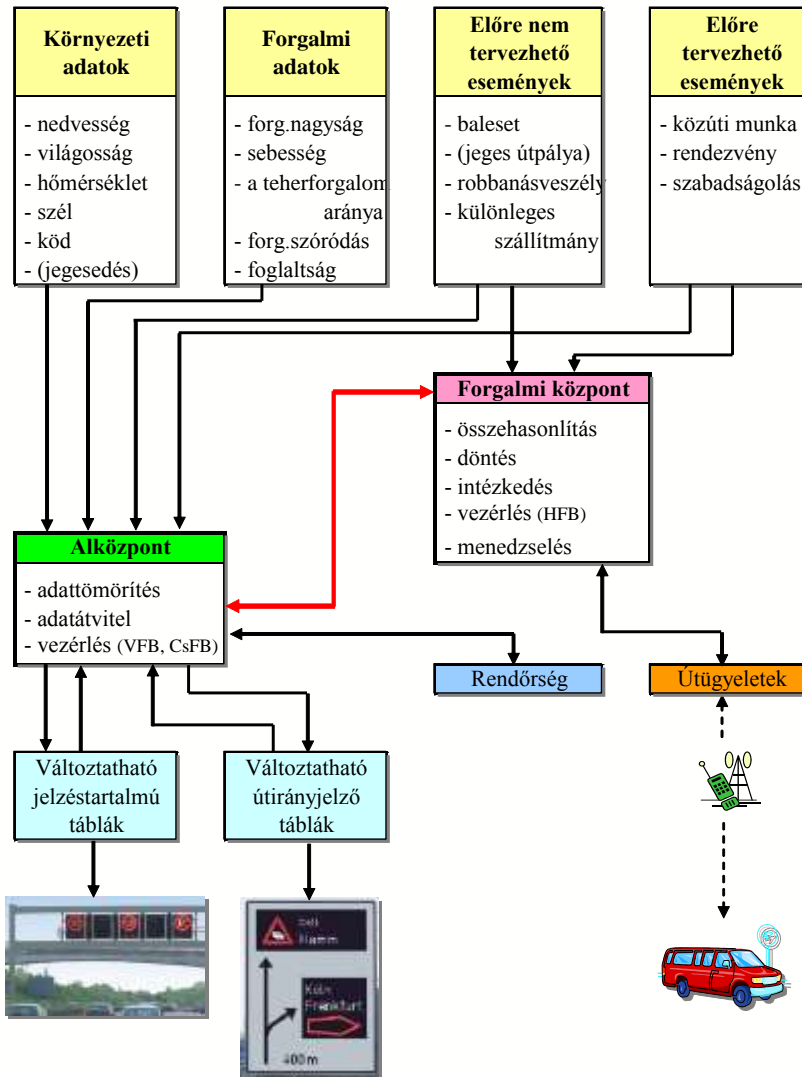 Környezeti
adatok
- nedvesség
- világosság
- hőmérséklet
- szél
- köd
- (jegesedés)
Forgalmi
adatok
- forg.nagyság
- sebesség
- a teherforgalom
aránya
- forg.szóródás
- foglaltság
Előre nem
tervezhető
események
- baleset
- (jeges útpálya)
- robbanásveszély
- különleges
szállítmány
Előre
tervezhető
események
- közúti munka
- rendezvény
- szabadságolás
Forgalmi központ
- összehasonlítás
- döntés
- intézkedés
- vezérlés (HFB)
- menedzselés
Alközpont
- adattömörítés
- adatátvitel
- vezérlés (VFB, CsFB)
Rendőrség
Útügyeletek
Változtatható
jelzéstartalmú
táblák
Változtatható
útirányjelző
táblák
Köln
Frankfurt
400 m